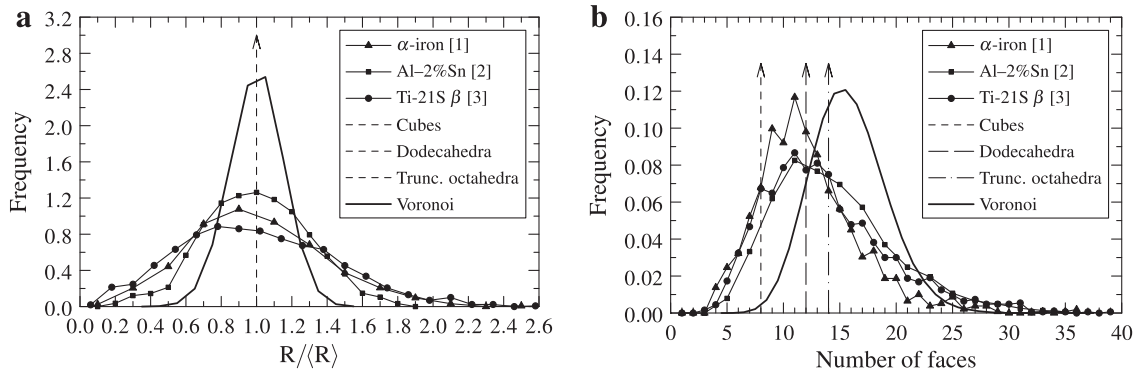 a
3.2
2.8
2.4
2.0
1.6
1.2
0.8
0.4
0.0
Frequency
0.0 0.2 0.4 0.6 0.8 1.0 1.2 1.4 1.6 1.8 2.0 2.2 2.4 2.6
R/⟨R⟩
α-iron [1]
Al–2%Sn [2]
Ti-21S β [3]
Cubes
Dodecahedra
Trunc. octahedra
Voronoi
b
0.16
0.14
0.12
0.10
0.08
0.06
0.04
0.02
0.00
Frequency
0 5 10 15 20 25 30 35 40
Number of faces
α-iron [1]
Al–2%Sn [2]
Ti-21S β [3]
Cubes
Dodecahedra
Trunc. octahedra
Voronoi